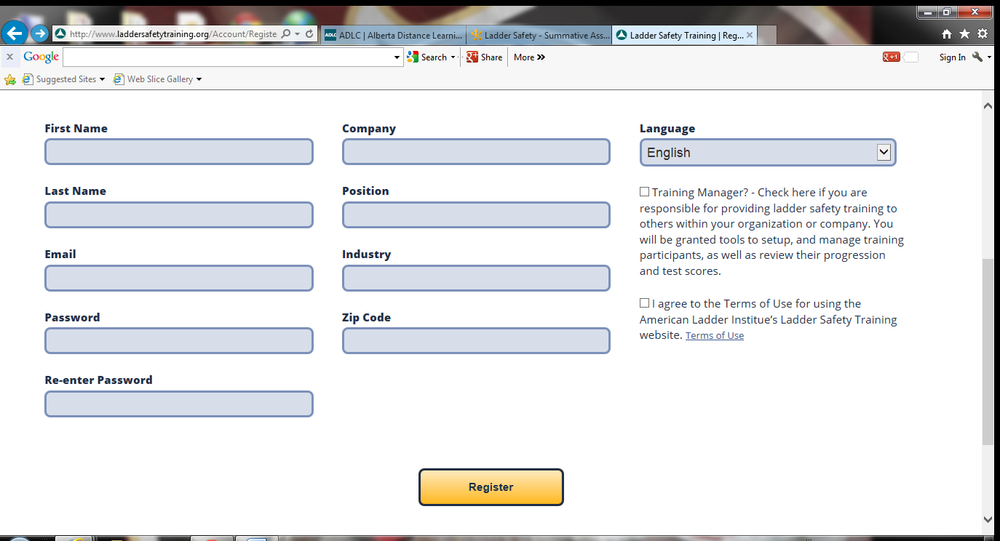 http://www.laddersafetytraining.org/Account/Registe
ADLC ADLC | Alberta Distance Learni...
Ladder Safety - Summative Ass...
Ladder Safety Training | Reg...
x Google Search Share More »
+1 Sign In
Suggested Sites Web Slice Gallery
First Name Company Language
English
Last Name Position
Training Manager? - Check here if you are
responsible for providing ladder safety training to
others within your organization or company. You
will be granted tools to setup, and manage training
participants, as well as review their progression
and test scores.
Email Industry
Password Zip Code
I agree to the Terms of Use for using the
American Ladder Institue’s Ladder Safety Training
website. Terms of Use
Re-enter Password
Register